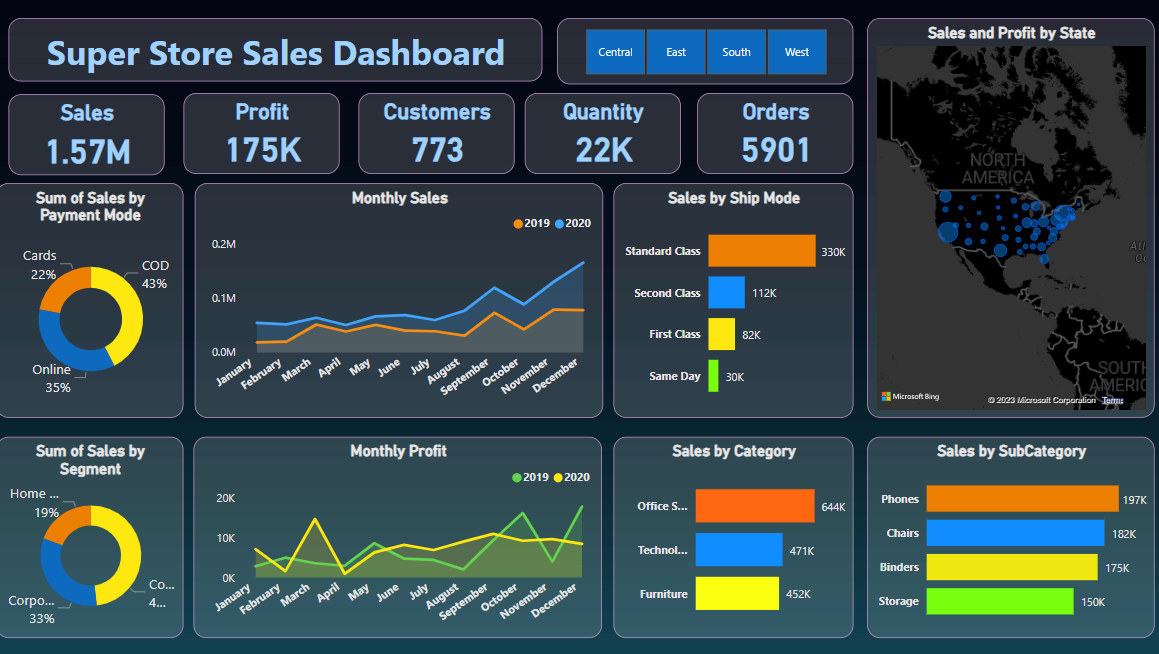 Super Store Sales Dashboard
Central
East
South
West
Sales and Profit by State
Sales
1.57M
Profit
175K
Customers
773
Quantity
22K
Orders
5901
NORTH
AMERICA
Atl
Oc
SOUTH
AMERIC
Microsoft Bing
© 2023 Microsoft Corporation Terms
Sum of Sales by
Payment Mode
Cards
22%
COD
43%
Online
35%
Monthly Sales
2019 2020
0.2M
0.1M
0.0M
January
February
March
April
May
June
July
August
September
October
November
December
Sales by Ship Mode
Standard Class 330K
Second Class 112K
First Class 82K
Same Day 30K
Sum of Sales by
Segment
Home ...
19%
Co...
4...
Corpo...
33%
Monthly Profit
2019 2020
20K
10K
0K
January
February
March
April
May
June
July
August
September
October
November
December
Sales by Category
Office S... 644K
Technol... 471K
Furniture 452K
Sales by SubCategory
Phones 197K
Chairs 182K
Binders 175K
Storage 150K